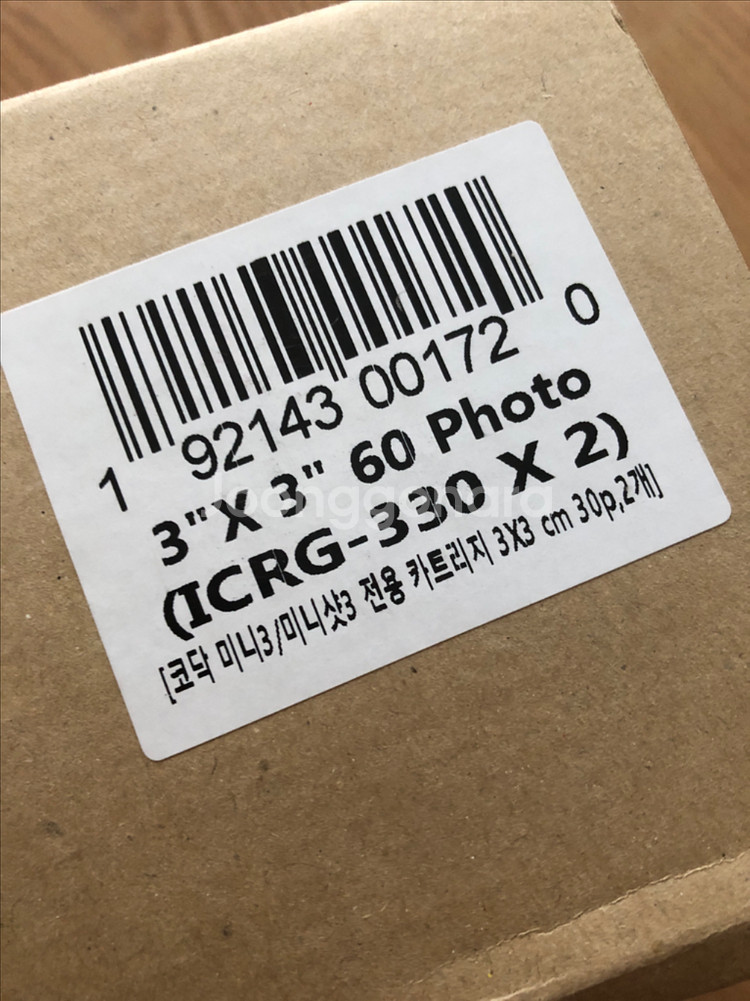 1 92143 00172 0
3"X 3" 60 Photo
(ICRG-330 X 2)
[코닥 미니3/미니샷3 전용 카트리지 3X3 cm 30p,2개]
joonggonara